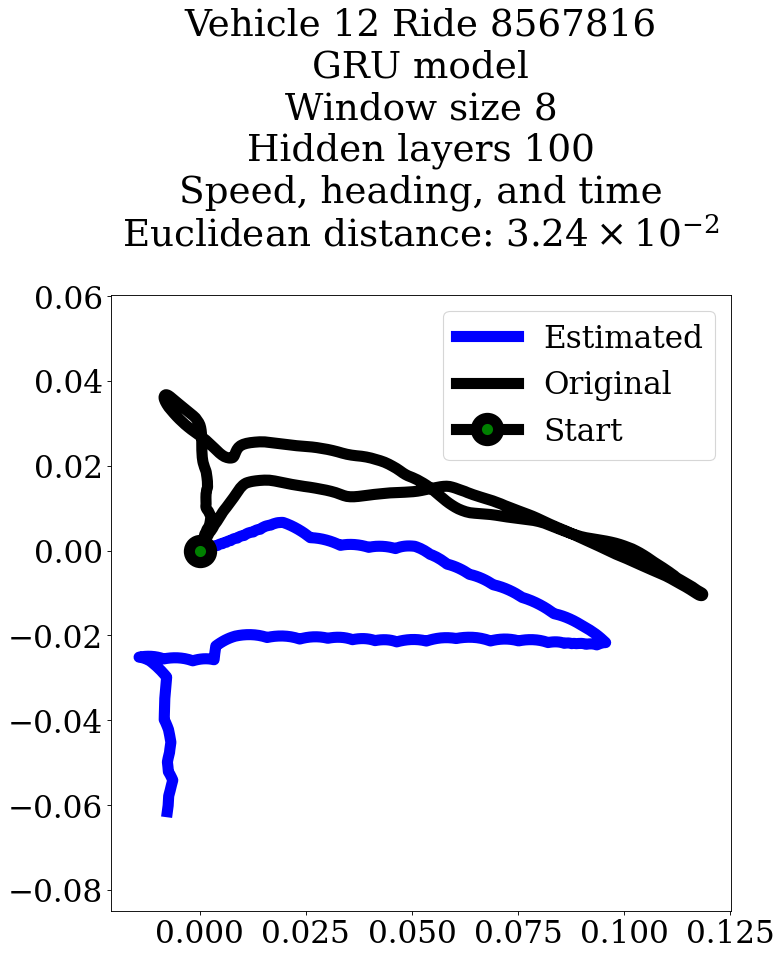 Vehicle 12 Ride 8567816
GRU model
Window size 8
Hidden layers 100
Speed, heading, and time
Euclidean distance: 3.24 × 10⁻²
Estimated
Original
Start
0.06
0.04
0.02
0.00
−0.02
−0.04
−0.06
−0.08
0.000 0.025 0.050 0.075 0.100 0.125